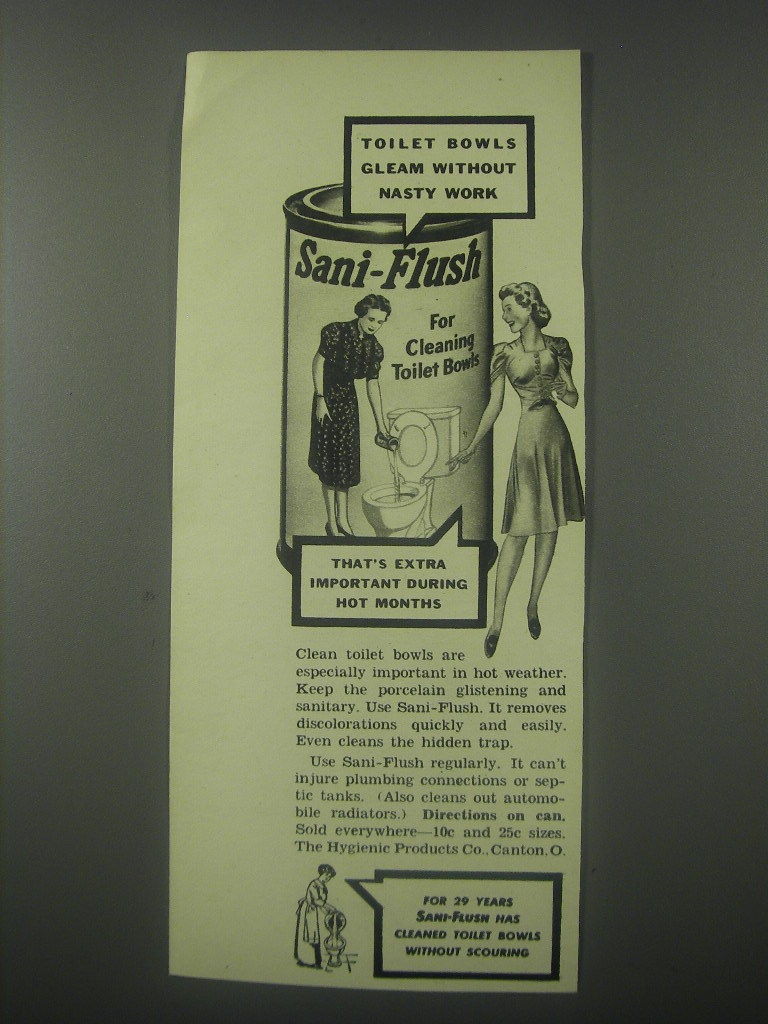 TOILET BOWLS
GLEAM WITHOUT
NASTY WORK
Sani-Flush
For
Cleaning
Toilet Bowls
THAT'S EXTRA
IMPORTANT DURING
HOT MONTHS
Clean toilet bowls are
especially important in hot weather.
Keep the porcelain glistening and
sanitary. Use Sani-Flush. It removes
discolorations quickly and easily.
Even cleans the hidden trap.
Use Sani-Flush regularly. It can't
injure plumbing connections or sep-
tic tanks. (Also cleans out automo-
bile radiators.) Directions on can.
Sold everywhere—10c and 25c sizes.
The Hygienic Products Co., Canton, O.
FOR 29 YEARS
SANI-FLUSH HAS
CLEANED TOILET BOWLS
WITHOUT SCOURING